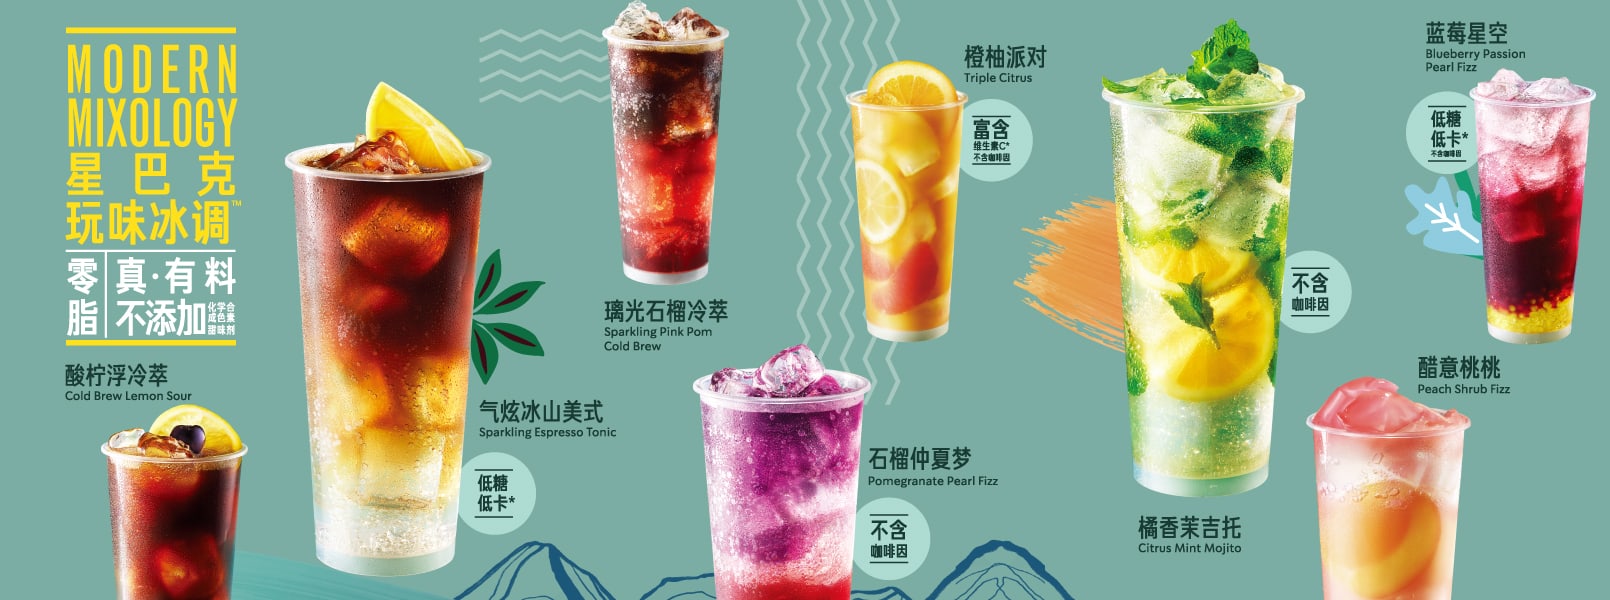 MODERN
MIXOLOGY
星巴克
玩味冰调™
零脂
真·有料
不添加
化学合
成色素
甜味剂
酸柠浮冷萃
Cold Brew Lemon Sour
气炫冰山美式
Sparkling Espresso Tonic
低糖
低卡*
璃光石榴冷萃
Sparkling Pink Pom
Cold Brew
石榴仲夏梦
Pomegranate Pearl Fizz
不含
咖啡因
橙柚派对
Triple Citrus
富含
维生素C*
不含咖啡因
橘香茉吉托
Citrus Mint Mojito
不含
咖啡因
蓝莓星空
Blueberry Passion
Pearl Fizz
低糖
低卡*
不含咖啡因
醋意桃桃
Peach Shrub Fizz